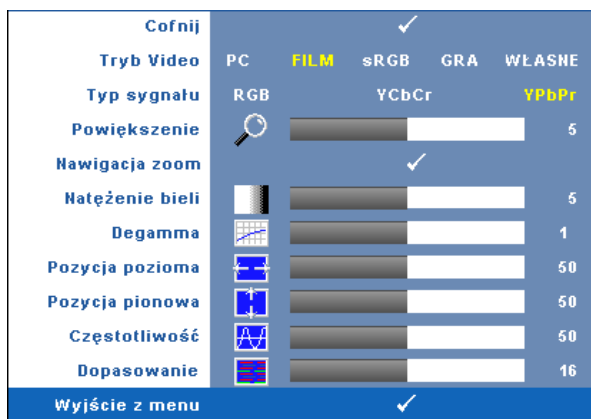 Cofnij
Tryb Video PC FILM sRGB GRA WŁASNE
Typ sygnału RGB YCbCr YPbPr
Powiększenie 5
Nawigacja zoom
Natężenie bieli 5
Degamma 1
Pozycja pozioma 50
Pozycja pionowa 50
Częstotliwość 50
Dopasowanie 16
Wyjście z menu